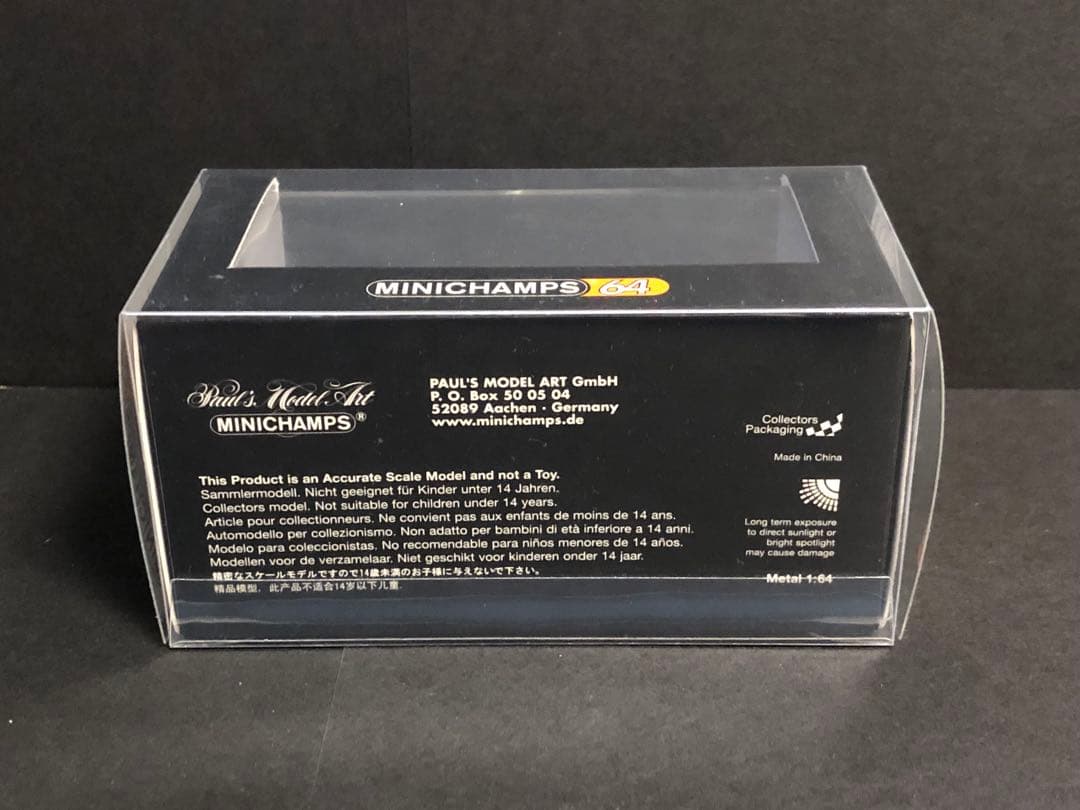 MINICHAMPS 64
Paul's Model Art
MINICHAMPS®
PAUL'S MODEL ART GmbH
P. O. Box 50 05 04
52089 Aachen · Germany
www.minichamps.de
Collectors
Packaging
Made in China
This Product is an Accurate Scale Model and not a Toy.
Sammlermodell. Nicht geeignet für Kinder unter 14 Jahren.
Collectors model. Not suitable for children under 14 years.
Article pour collectionneurs. Ne convient pas aux enfants de moins de 14 ans.
Automodello per collezionismo. Non adatto per bambini di età inferiore a 14 anni.
Modelo para coleccionistas. No recomendable para niños menores de 14 años.
Modellen voor de verzamelaar. Niet geschikt voor kinderen onder 14 jaar.
精密なスケールモデルですので14歳未満のお子様に与えないで下さい。
精品模型，此产品不适合14岁以下儿童.
Long term exposure
to direct sunlight or
bright spotlight
may cause damage
Metal 1:64